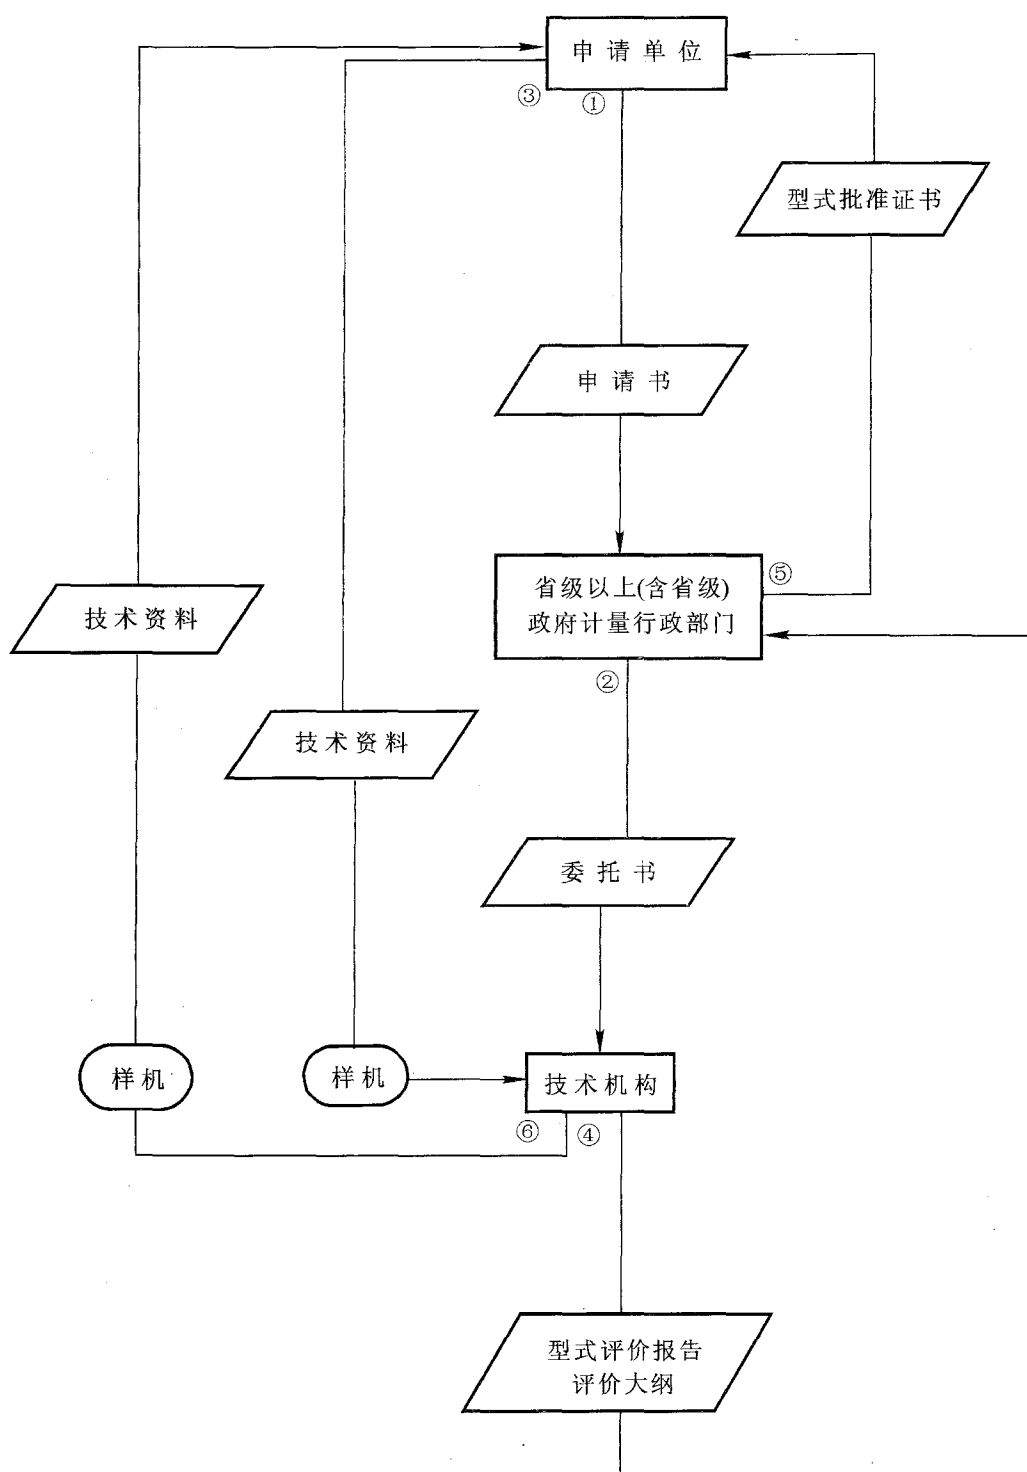 申请单位
③
①
型式批准证书
申请书
省级以上(含省级)
政府计量行政部门
⑤
技术资料
②
技术资料
委托书
样机
样机
技术机构
⑥
④
型式评价报告
评价大纲